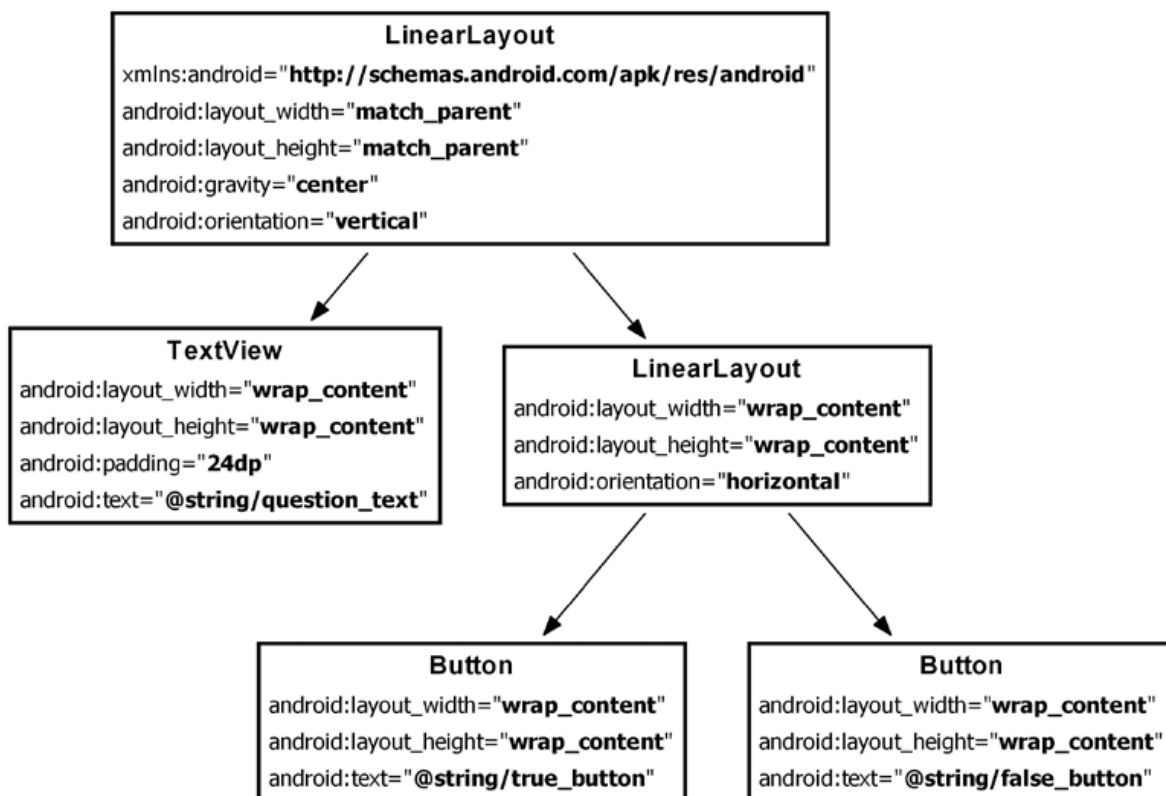 LinearLayout
xmlns:android="http://schemas.android.com/apk/res/android"
android:layout_width="match_parent"
android:layout_height="match_parent"
android:gravity="center"
android:orientation="vertical"
TextView
android:layout_width="wrap_content"
android:layout_height="wrap_content"
android:padding="24dp"
android:text="@string/question_text"
LinearLayout
android:layout_width="wrap_content"
android:layout_height="wrap_content"
android:orientation="horizontal"
Button
android:layout_width="wrap_content"
android:layout_height="wrap_content"
android:text="@string/true_button"
Button
android:layout_width="wrap_content"
android:layout_height="wrap_content"
android:text="@string/false_button"